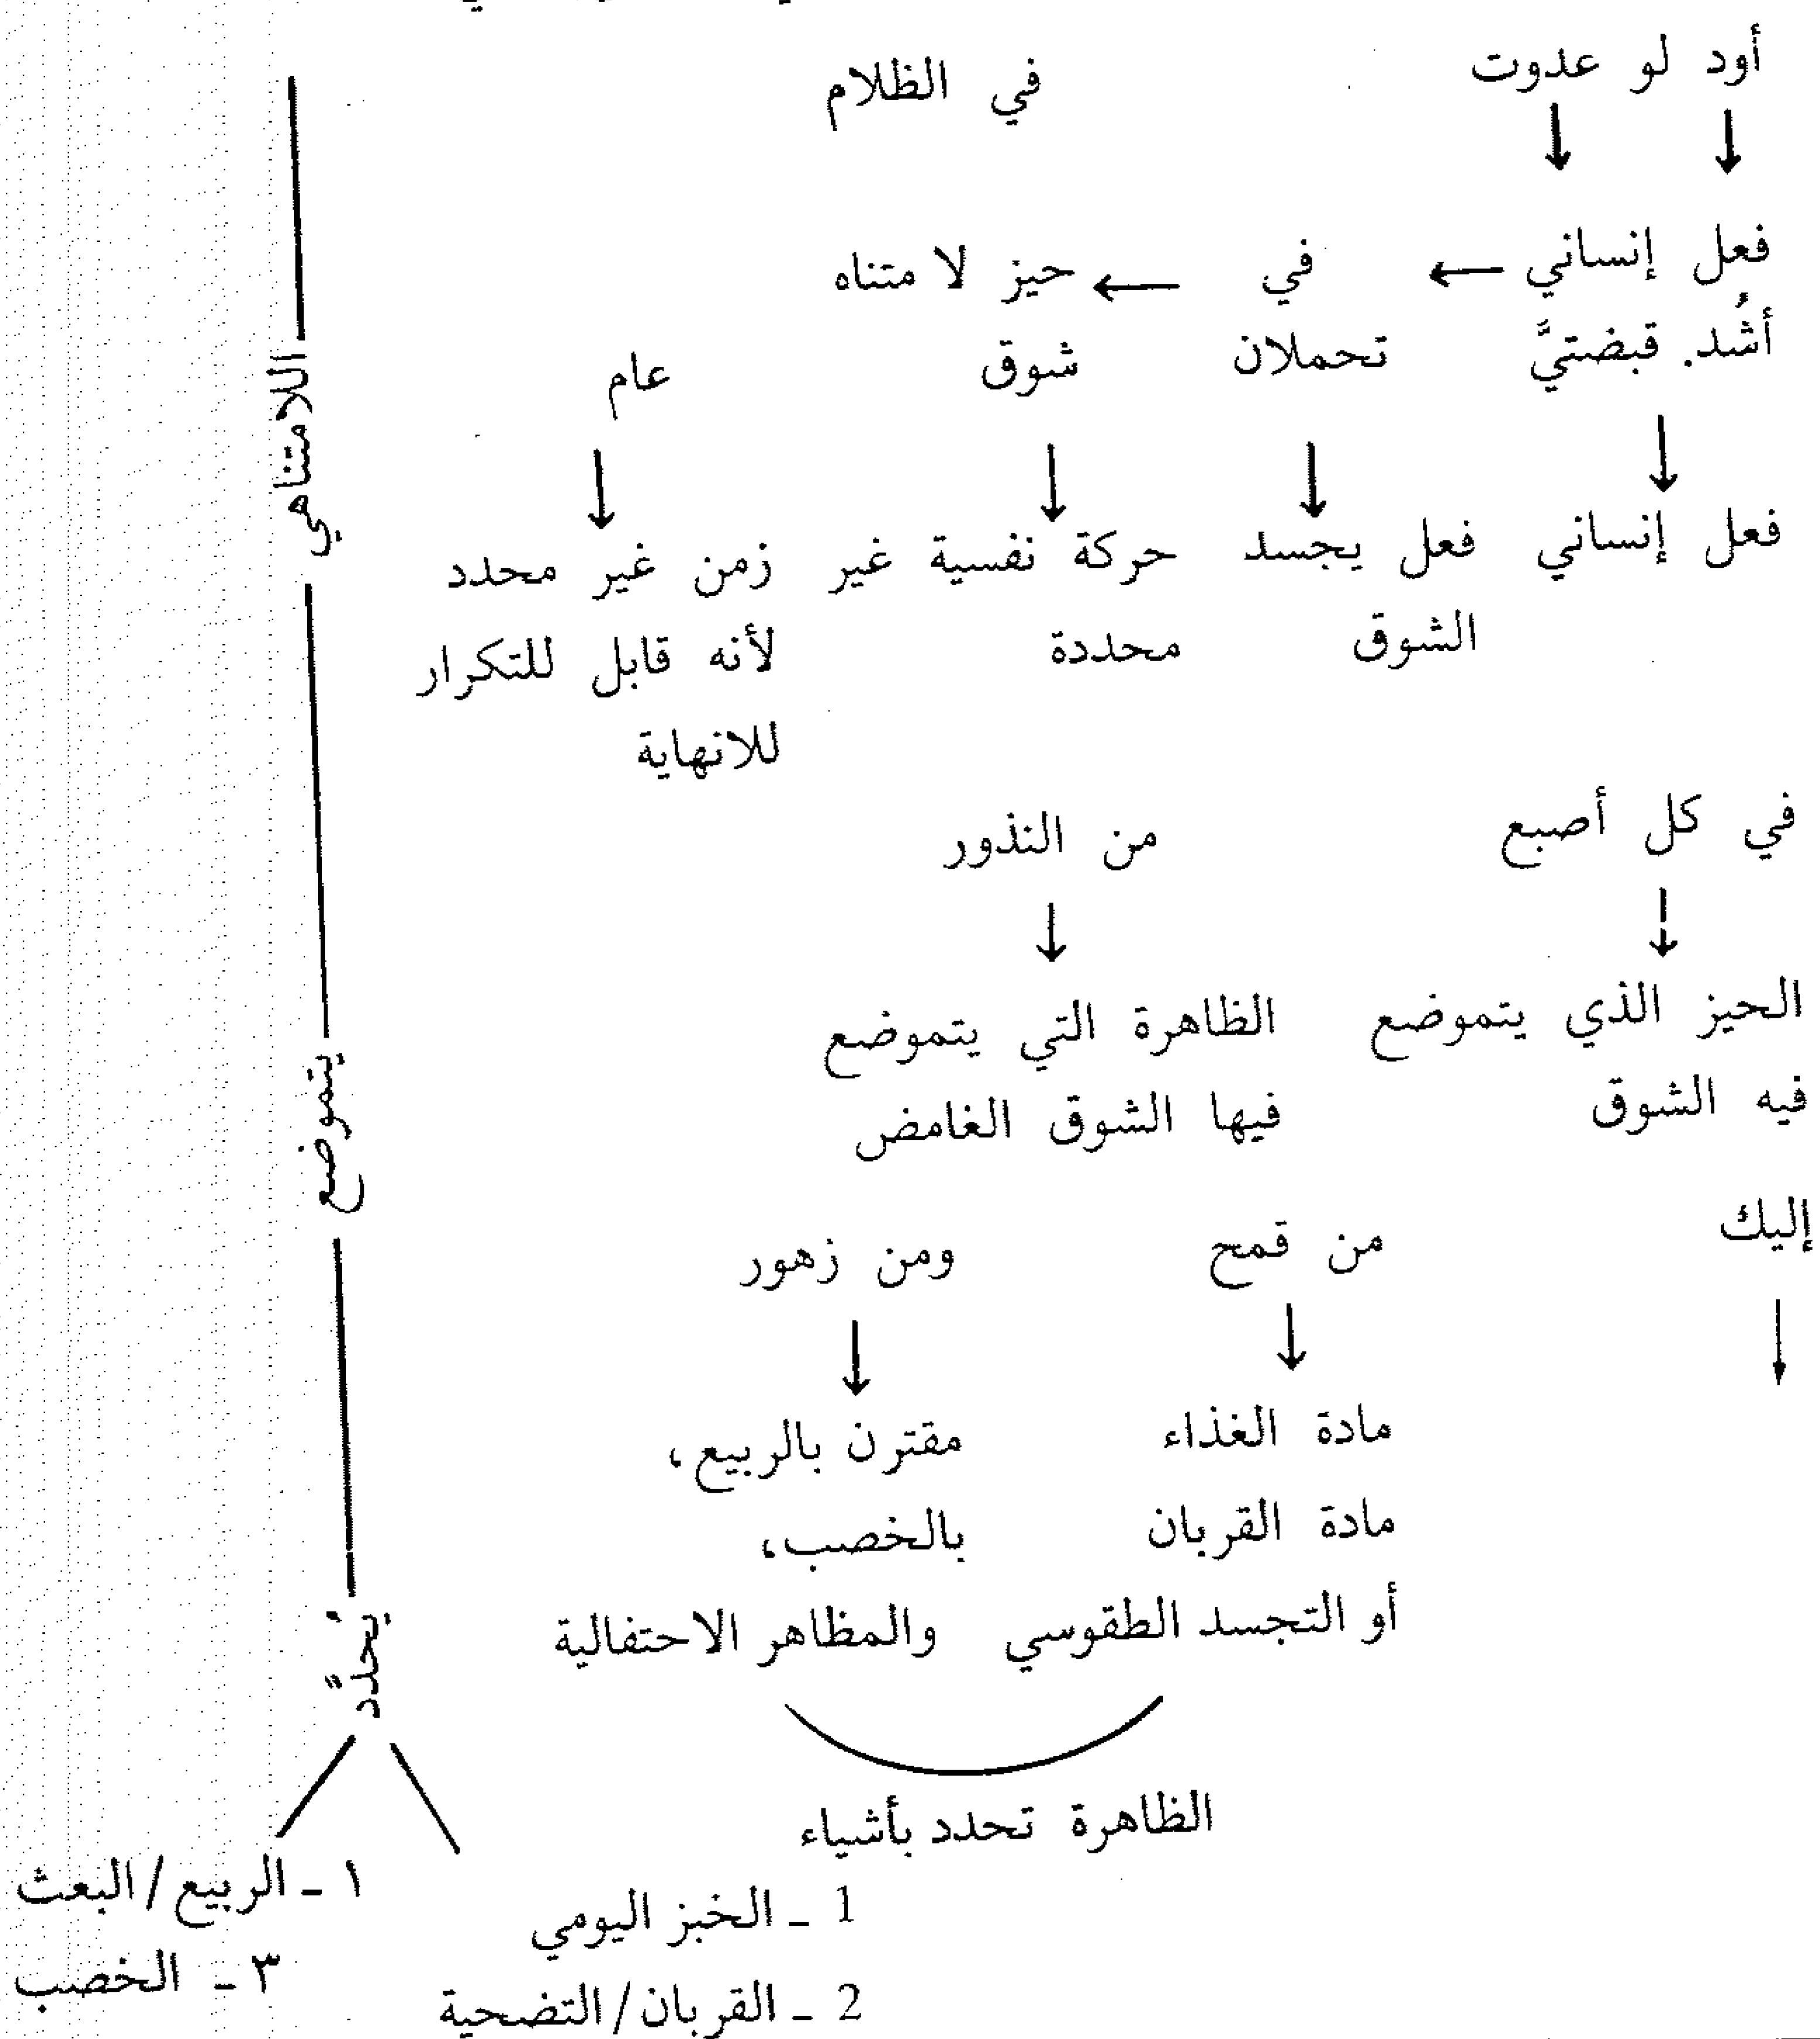 أود لو عدوت في الظلام
فعل إنساني ← في ← حيز لا متناه
أشُد. قبضتيَّ تحملان شوق عام
فعل إنساني فعل يجسد حركة نفسية غير زمن غير محدد
الشوق محددة لأنه قابل للتكرار
للانهاية
في كل أصبع من النذور
الحيز الذي يتموضع الظاهرة التي يتموضع
فيه الشوق فيها الشوق الغامض
إليك من قمح ومن زهور
مادة الغذاء مقترن بالربيع،
مادة القربان بالخصب،
أو التجسد الطقوسي والمظاهر الاحتفالية
الظاهرة تحدد بأشياء
1 ـ الخبز اليومي
2 ـ القربان/التضحية
اللامتناهي
يتموضع
يُحدَّد
١ ـ الربيع/البعث
٣ ـ الخصب